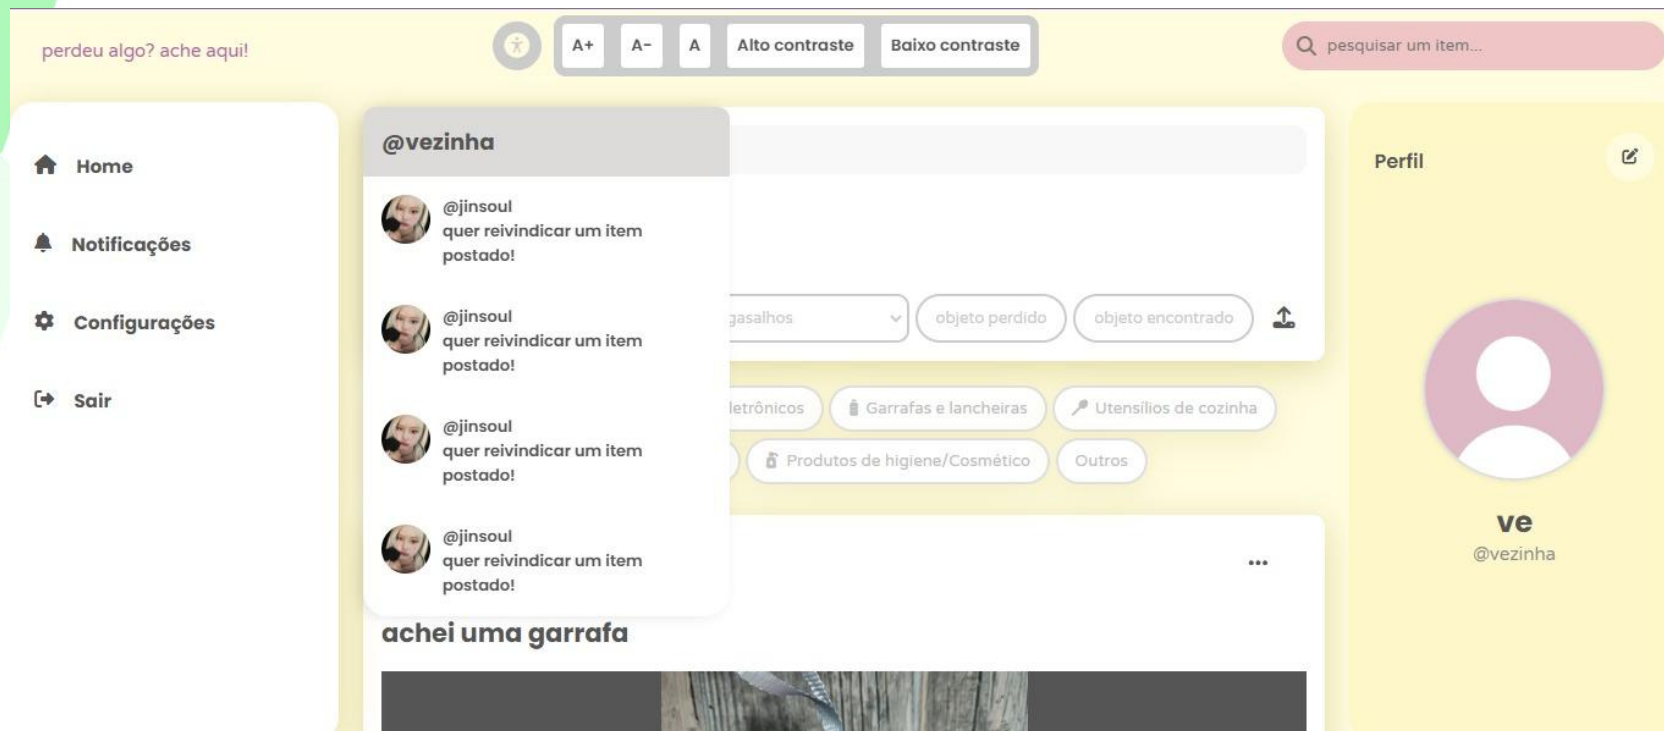 perdeu algo? ache aqui!
A+ A- A Alto contraste Baixo contraste
pesquisar um item...
Home
Notificações
Configurações
Sair
@vezinha
@jinsoul
quer reivindicar um item
postado!
@jinsoul
quer reivindicar um item
postado!
@jinsoul
quer reivindicar um item
postado!
@jinsoul
quer reivindicar um item
postado!
gasalhos objeto perdido objeto encontrado
letrônicos Garrafas e lancheiras Utensílios de cozinha
Produtos de higiene/Cosmético Outros
achei uma garrafa
Perfil
ve
@vezinha